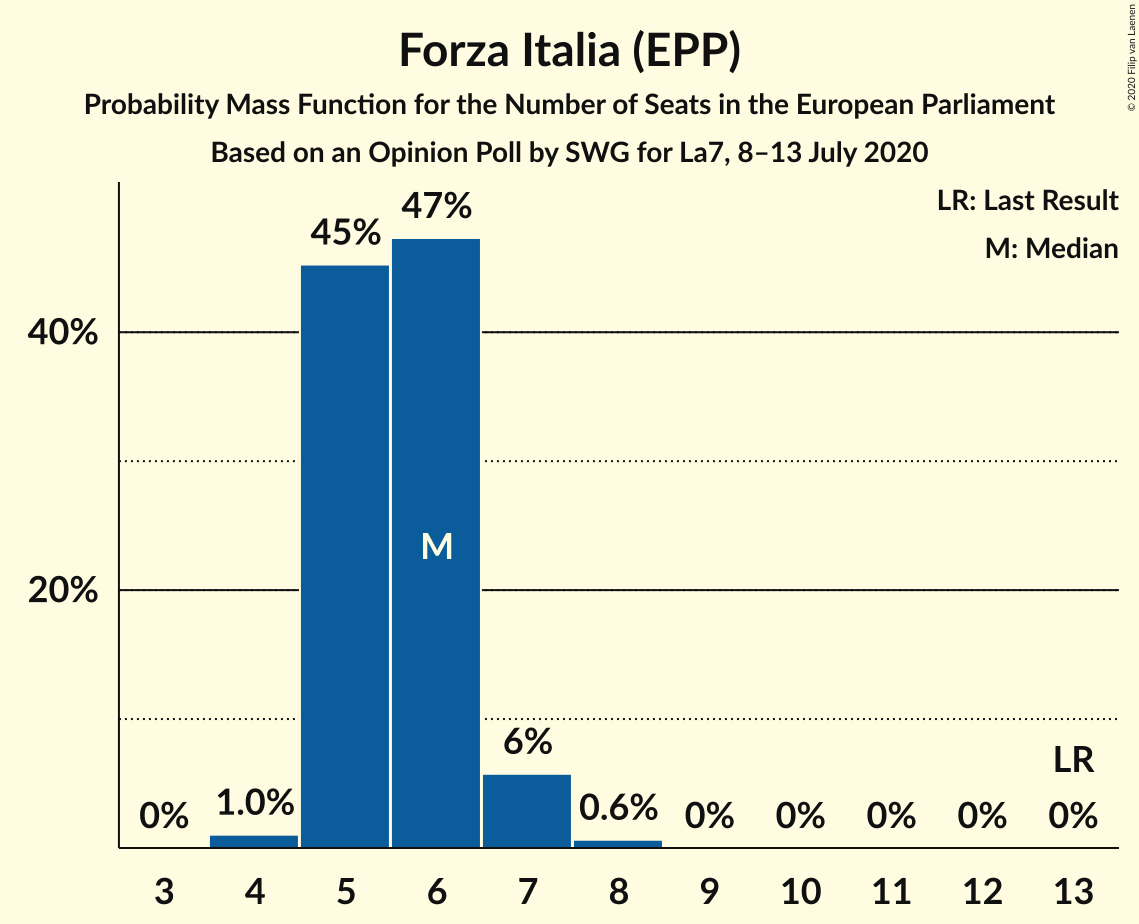 Forza Italia (EPP)
Probability Mass Function for the Number of Seats in the European Parliament
Based on an Opinion Poll by SWG for La7, 8–13 July 2020
© 2020 Filip van Laenen
LR: Last Result
M: Median
40%
20%
0%
1.0%
45%
47%
M
6%
0.6%
0%
0%
0%
0%
LR
0%
3 4 5 6 7 8 9 10 11 12 13